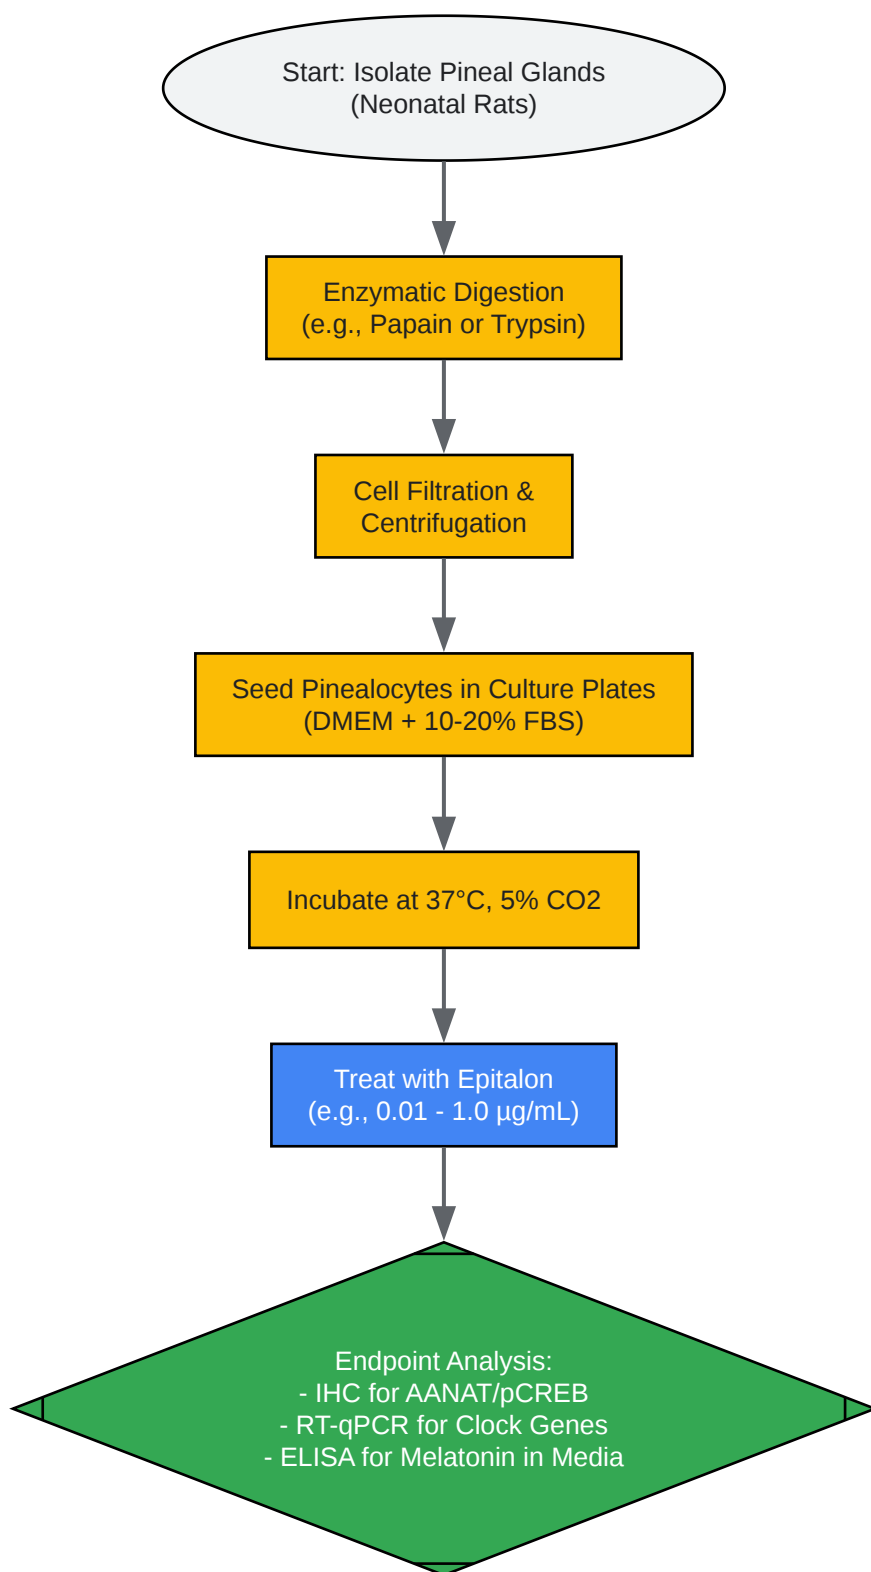 Start: Isolate Pineal Glands
(Neonatal Rats)
Enzymatic Digestion
(e.g., Papain or Trypsin)
Cell Filtration &
Centrifugation
Seed Pinealocytes in Culture Plates
(DMEM + 10-20% FBS)
Incubate at 37°C, 5% CO2
Treat with Epitalon
(e.g., 0.01 - 1.0 µg/mL)
Endpoint Analysis:
- IHC for AANAT/pCREB
- RT-qPCR for Clock Genes
- ELISA for Melatonin in Media